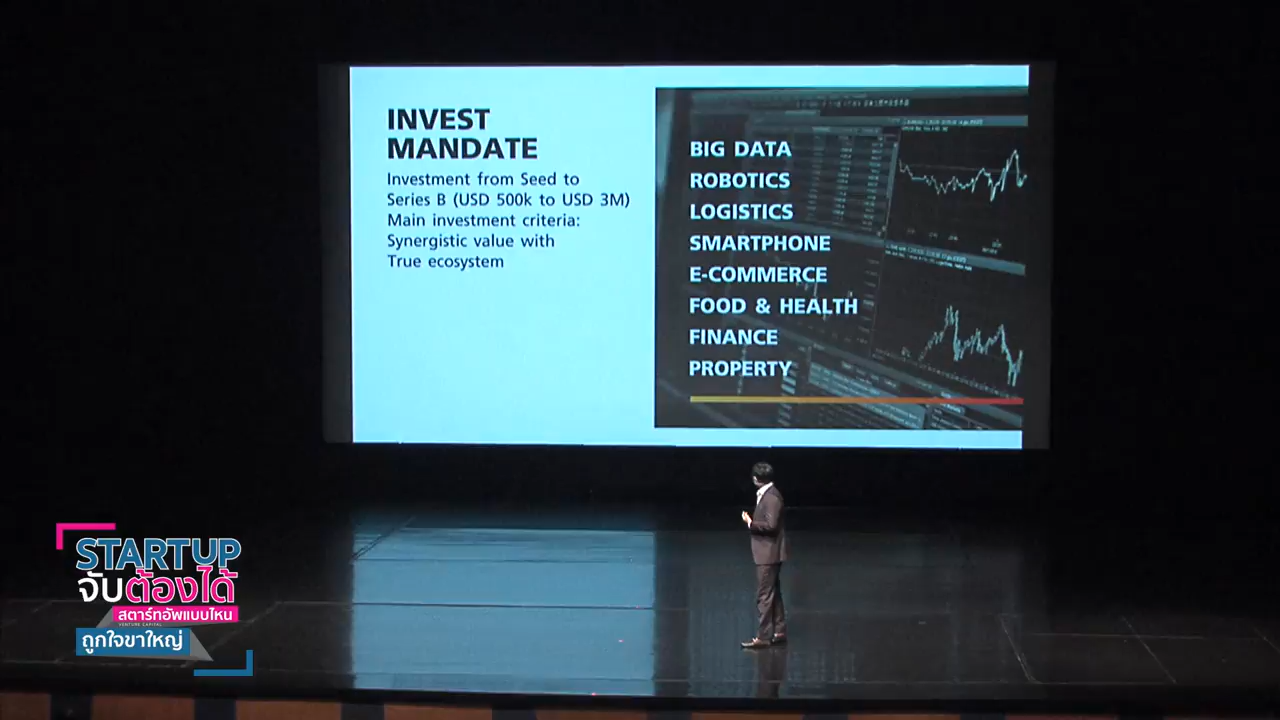 INVEST
MANDATE
Investment from Seed to
Series B (USD 500k to USD 3M)
Main investment criteria:
Synergistic value with
True ecosystem
BIG DATA
ROBOTICS
LOGISTICS
SMARTPHONE
E-COMMERCE
FOOD & HEALTH
FINANCE
PROPERTY
STARTUP
จับต้องได้
สตาร์ทอัพแบบไหน
VENTURE CAPITAL
ถูกใจขาใหญ่